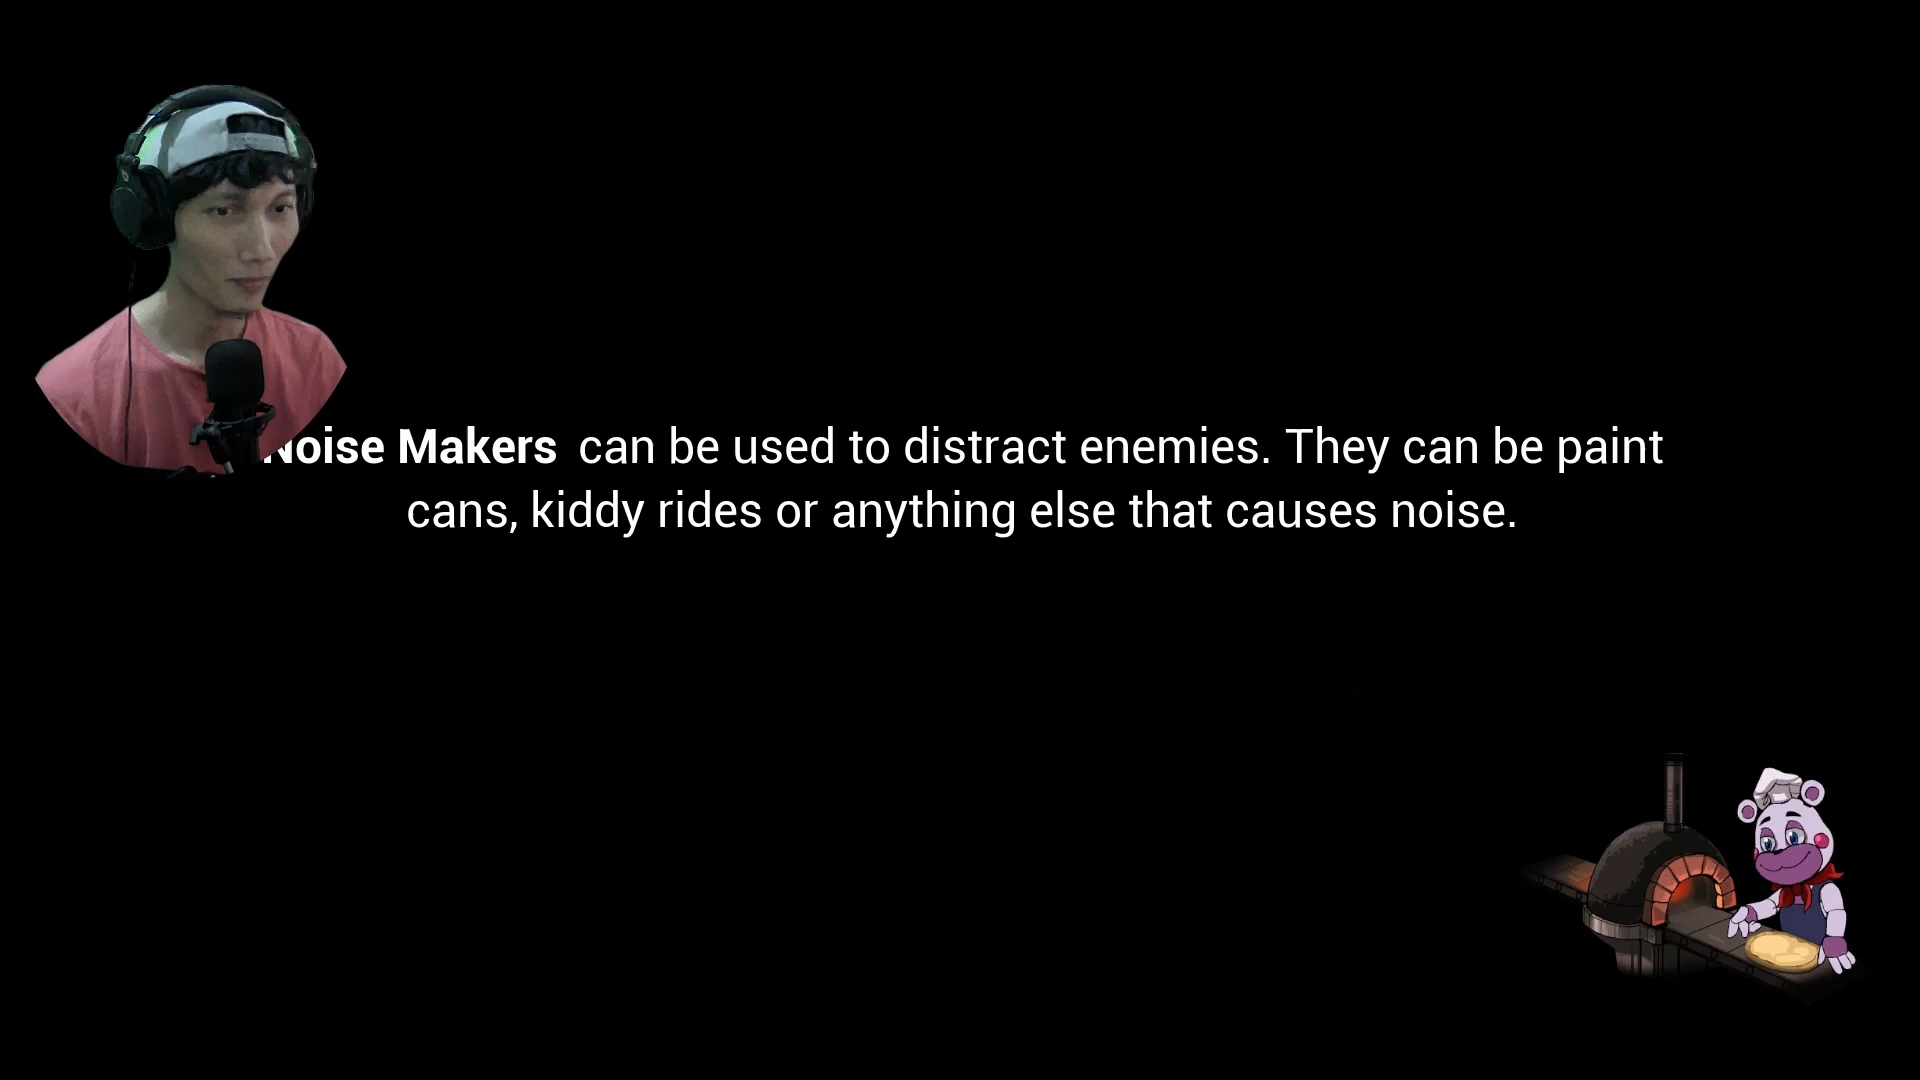 Noise Makers can be used to distract enemies. They can be paint
cans, kiddy rides or anything else that causes noise.